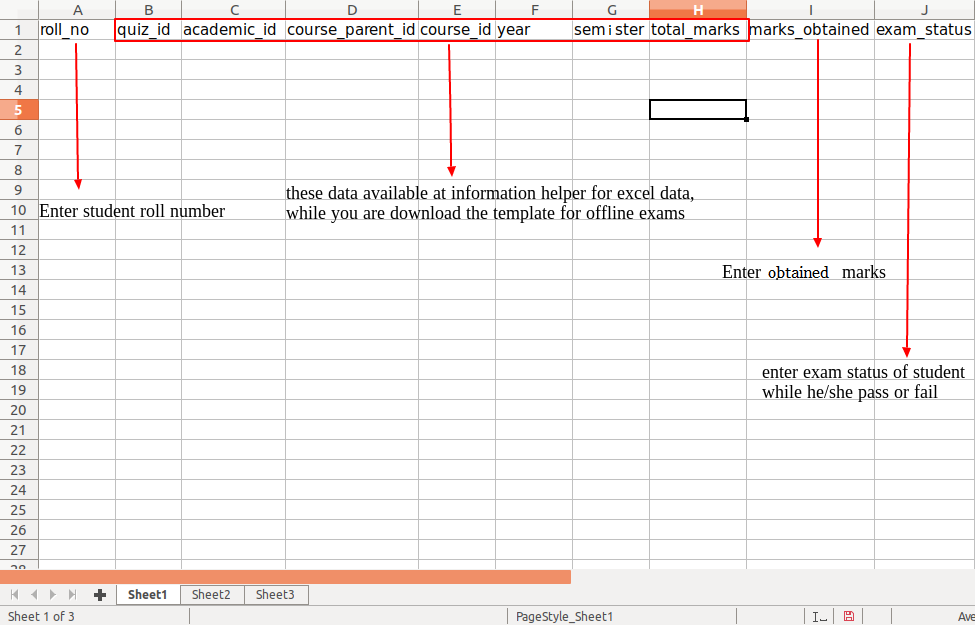 A B C D E F G H I J
1 roll_no quiz_id academic_id course_parent_id course_id year semister total_marks marks_obtained exam_status
2
3
4
5
6
7
8
9
these data available at information helper for excel data,
10
Enter student roll number
while you are download the template for offline exams
11
12
13
Enter obtained marks
14
15
16
17
18
enter exam status of student
19
while he/she pass or fail
20
21
22
23
24
25
26
27
28
Sheet1 Sheet2 Sheet3
Sheet 1 of 3 PageStyle_Sheet1 Ave